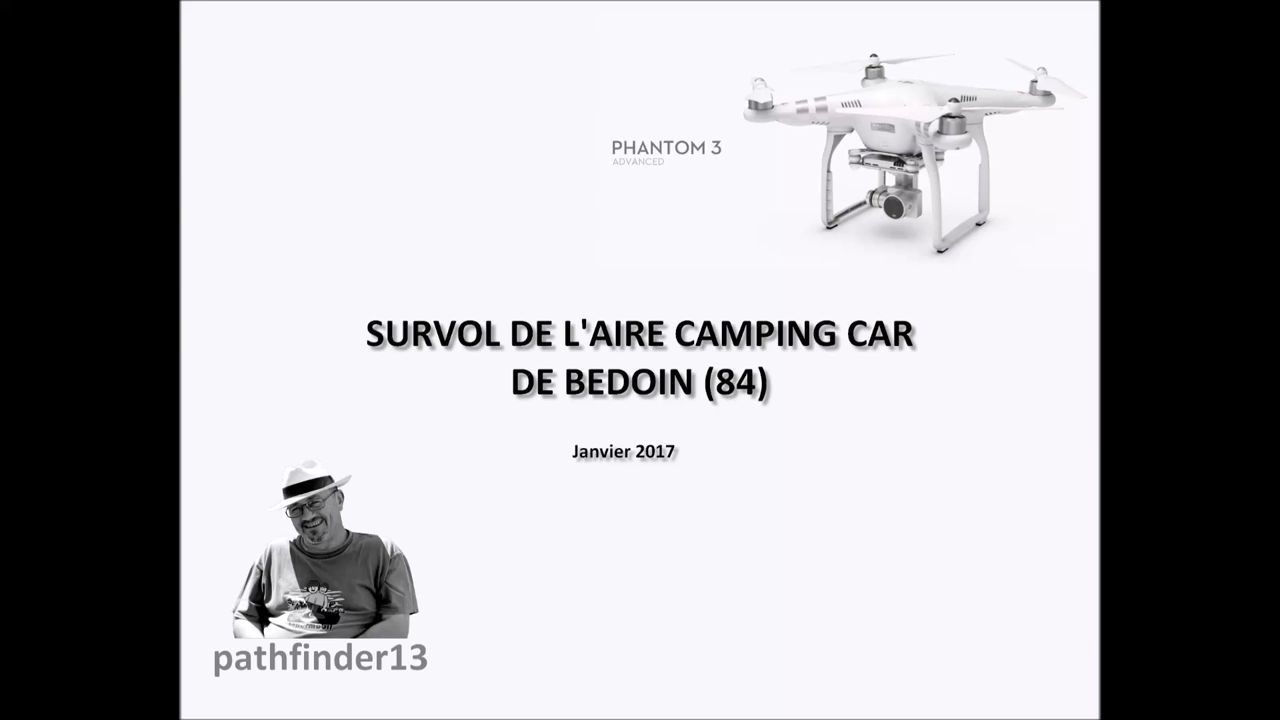 PHANTOM 3
ADVANCED
SURVOL DE L'AIRE CAMPING CAR
DE BEDOIN (84)
Janvier 2017
pathfinder13